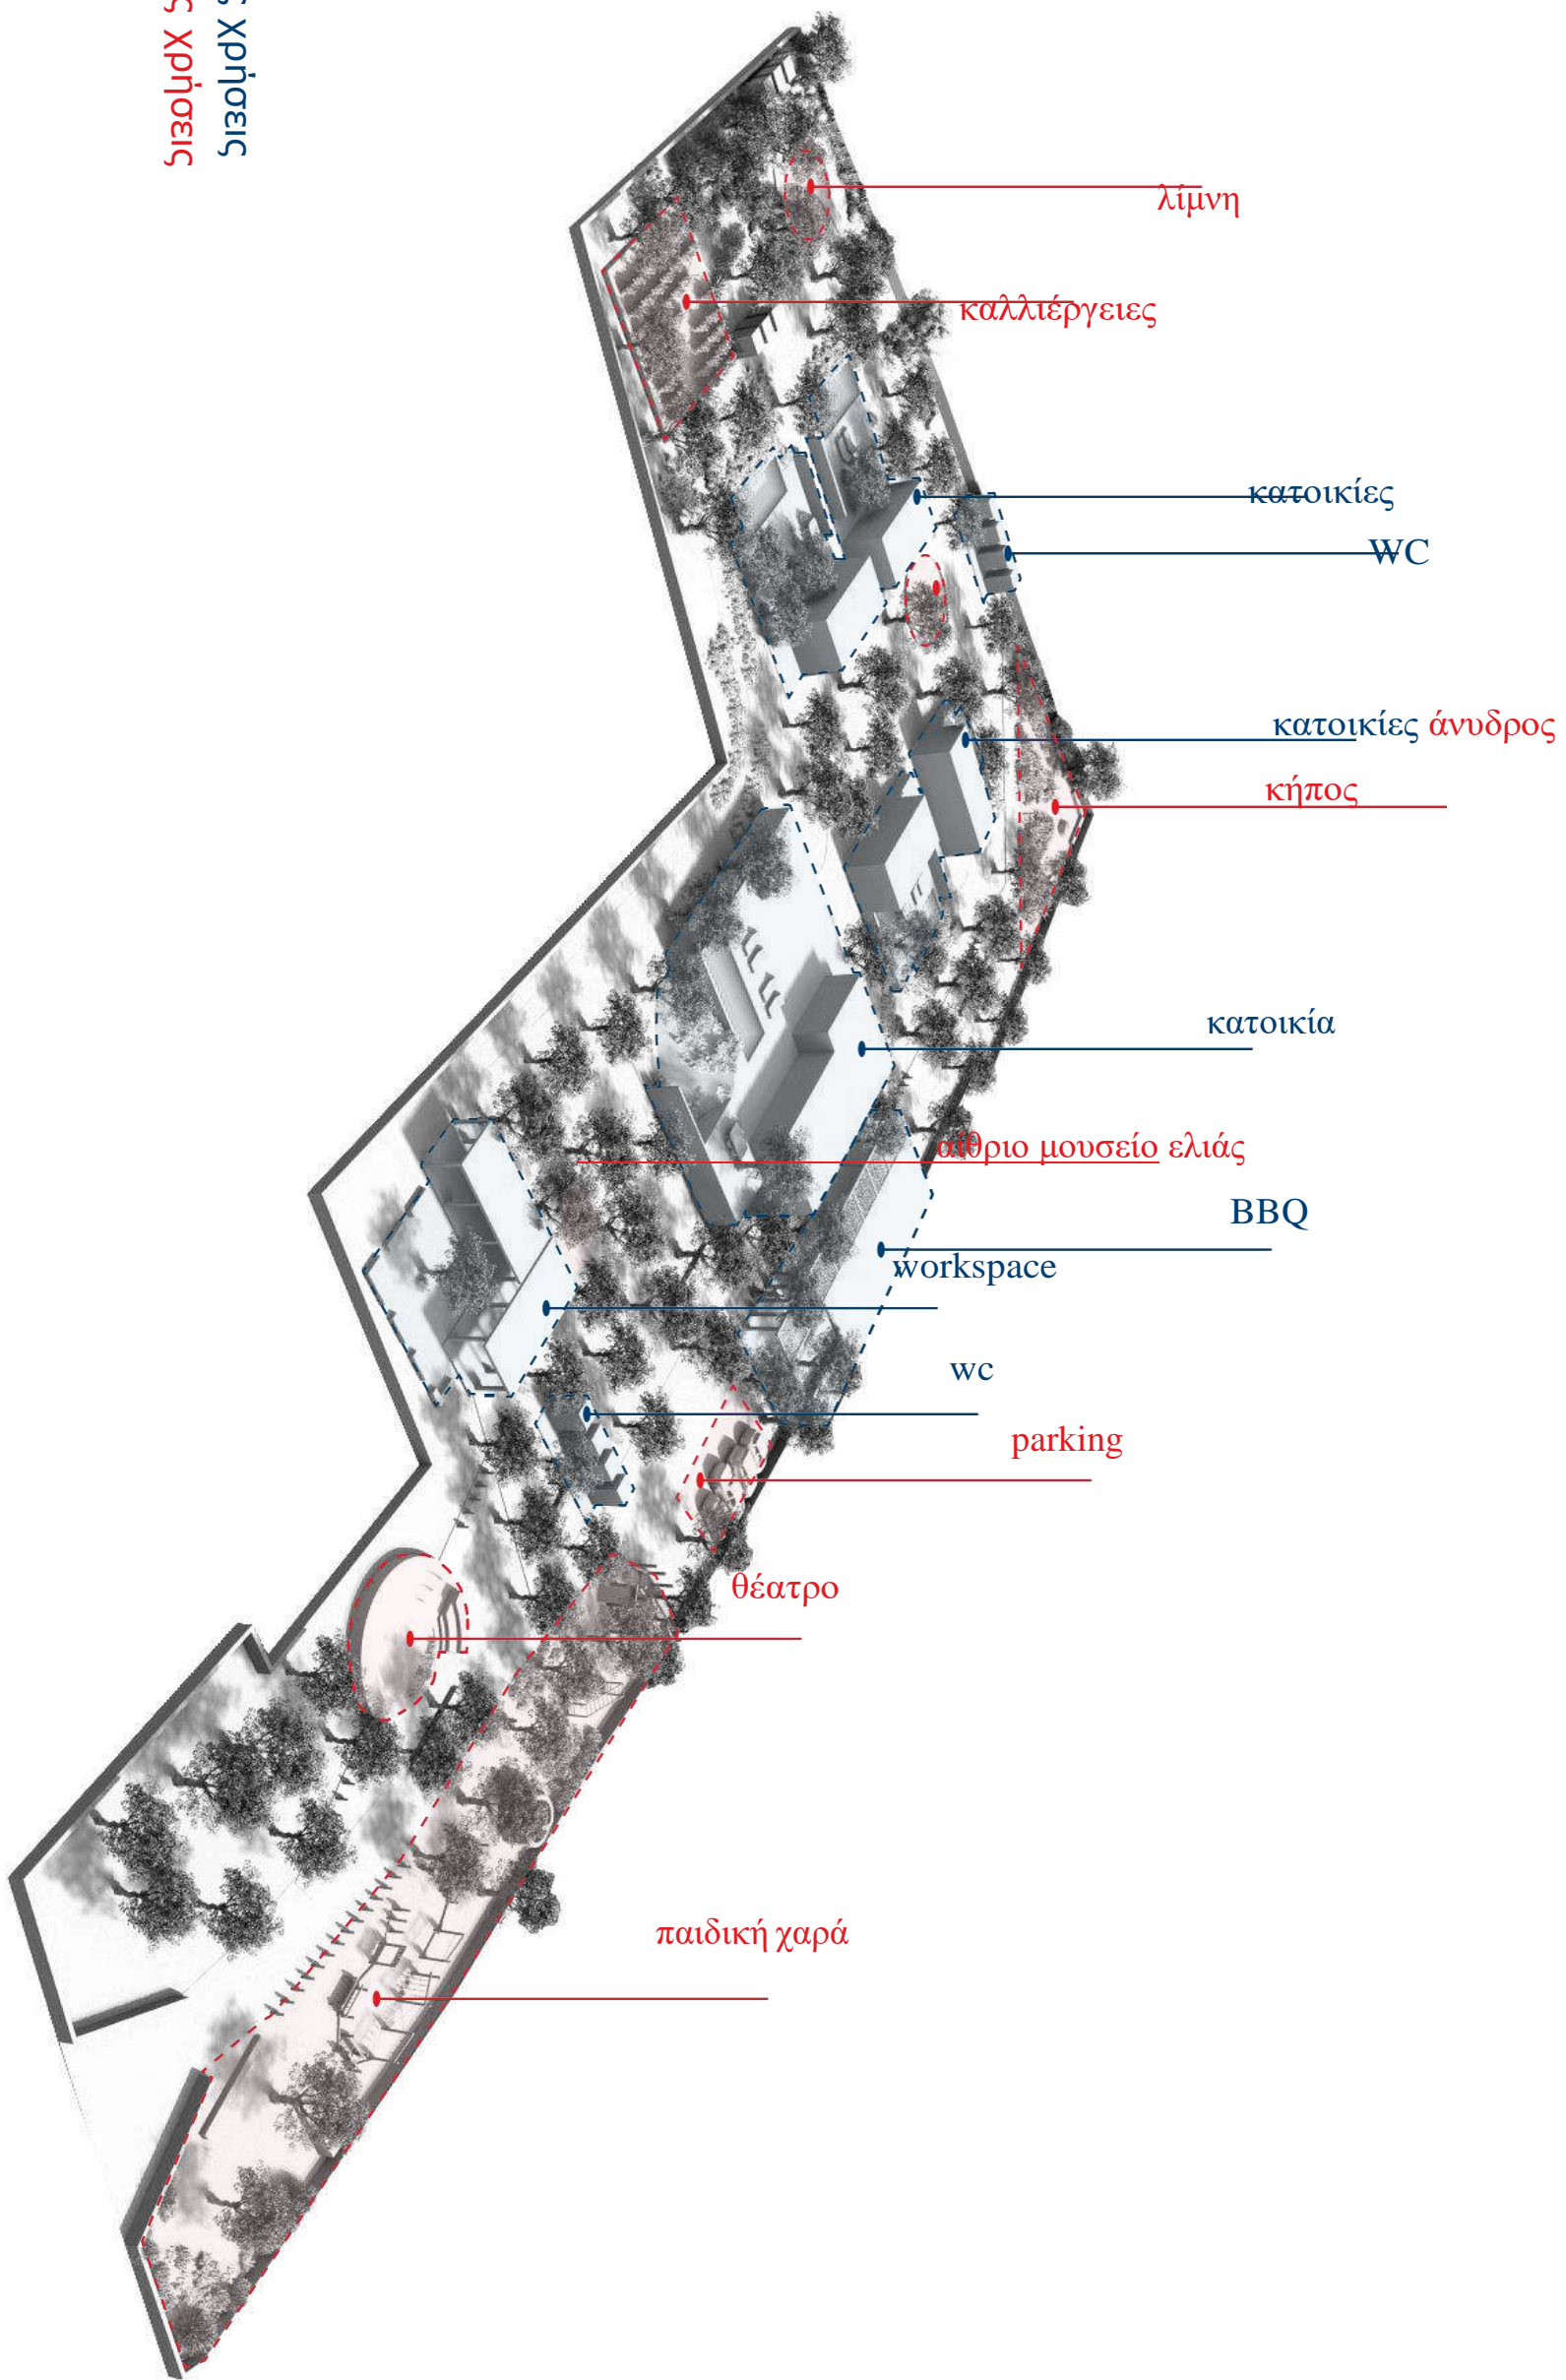 Χρήσεις
Χρήσεις
λίμνη
καλλιέργειες
κατοικίες
WC
κατοικίες άνυδρος
κήπος
κατοικία
αίθριο μουσείο ελιάς
BBQ
workspace
wc
parking
θέατρο
παιδική χαρά